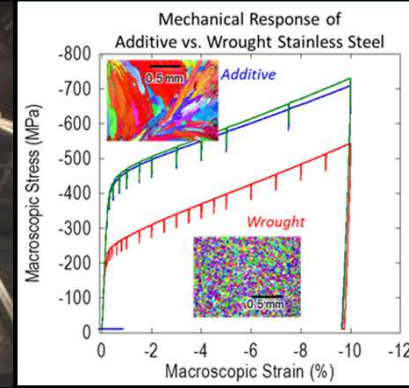 Mechanical Response of
Additive vs. Wrought Stainless Steel
-800
-700
-600
-500
-400
-300
-200
-100
0
Macroscopic Stress (MPa)
0.5 mm
Additive
Wrought
0.5 mm
0 -2 -4 -6 -8 -10 -12
Macroscopic Strain (%)